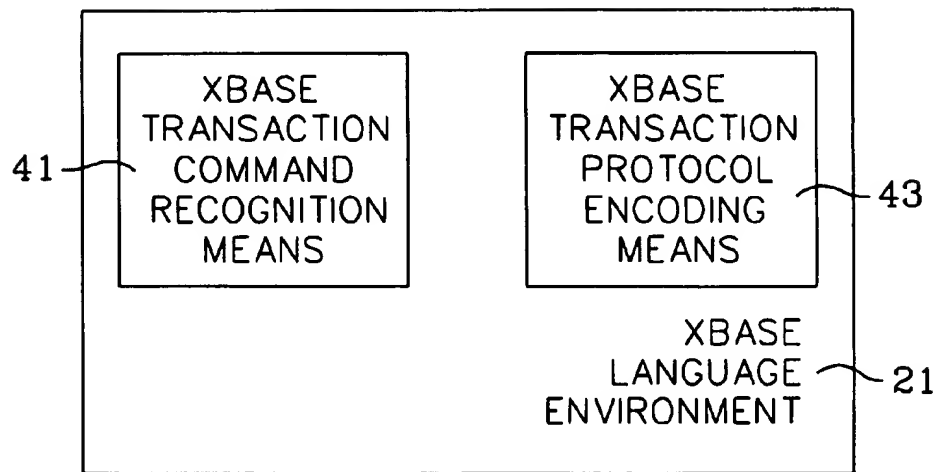 XBASE
TRANSACTION
COMMAND
RECOGNITION
MEANS
41
XBASE
TRANSACTION
PROTOCOL
ENCODING
MEANS
43
XBASE
LANGUAGE
ENVIRONMENT
21